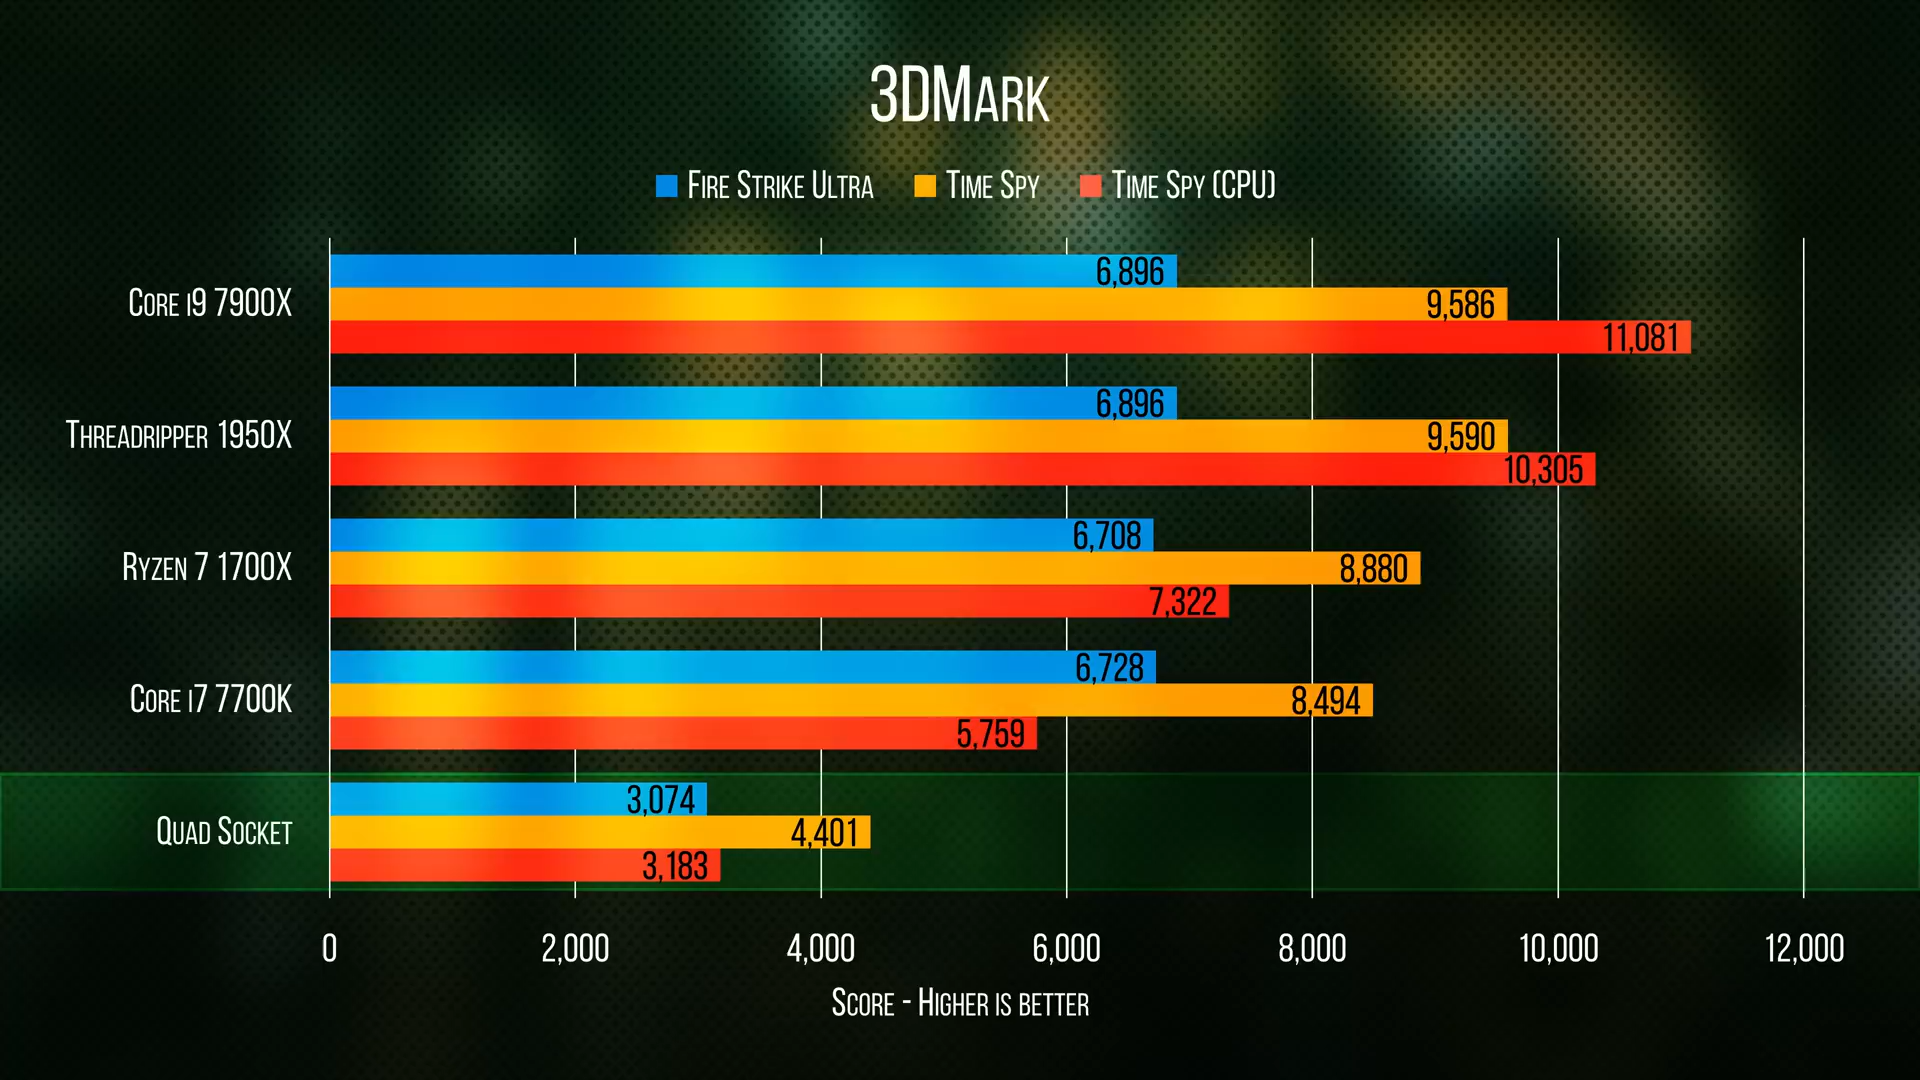 3DMark
Fire Strike Ultra Time Spy Time Spy (CPU)
Core i9 7900X
6,896
9,586
11,081
Threadripper 1950X
6,896
9,590
10,305
Ryzen 7 1700X
6,708
8,880
7,322
Core i7 7700K
6,728
8,494
5,759
Quad Socket
3,074
4,401
3,183
0 2,000 4,000 6,000 8,000 10,000 12,000
Score - Higher is better